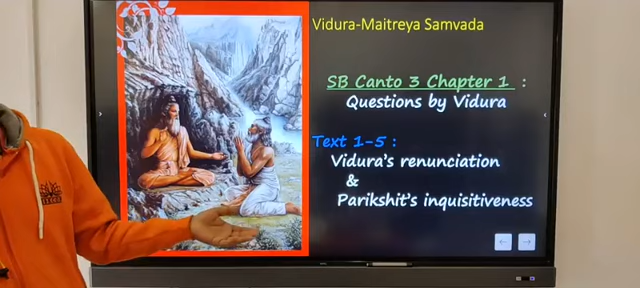 Vidura-Maitreya Samvada
SB Canto 3 Chapter 1 :
Questions by Vidura
Text 1-5 :
Vidura's renunciation
&
Parikshit's inquisitiveness